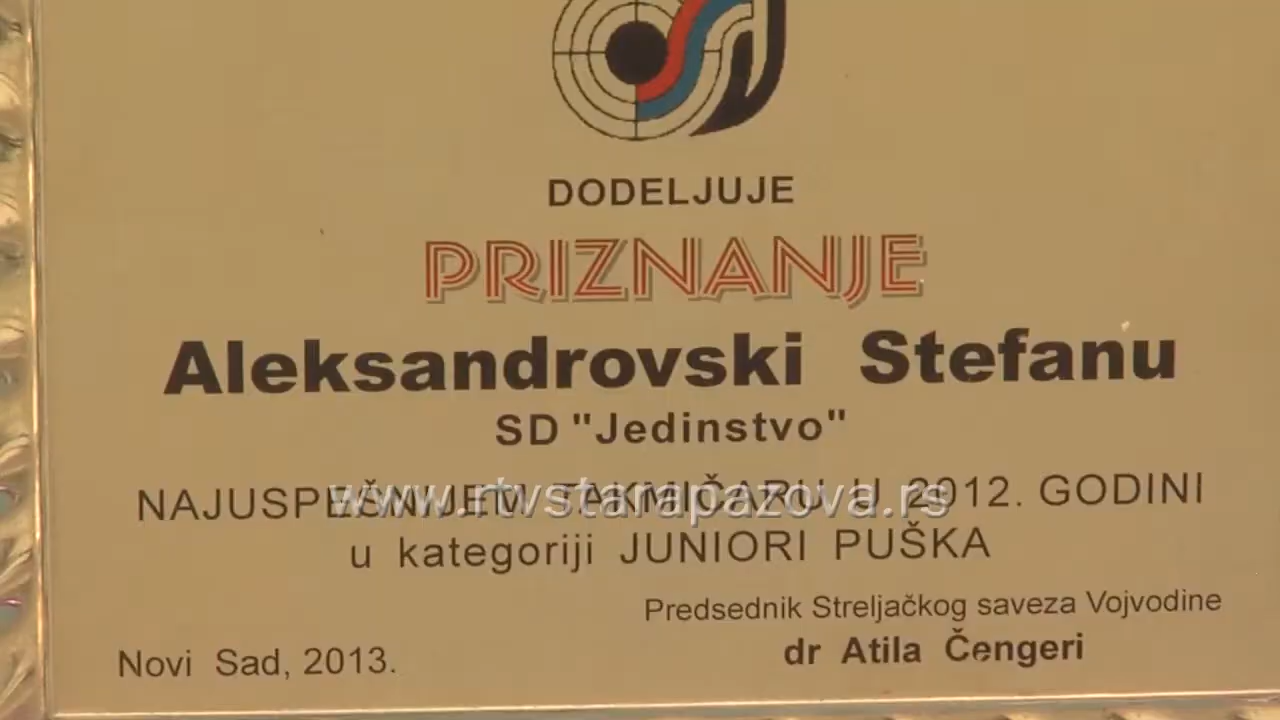 DODELJUJE
PRIZNANJE
Aleksandrovski Stefanu
SD "Jedinstvo"
NAJUSPEŠNIJEM TAKMIČARU U 2012. GODINI
www.rtvstarapazova.rs
u kategoriji JUNIORI PUŠKA
Predsednik Streljačkog saveza Vojvodine
dr Atila Čengeri
Novi Sad, 2013.